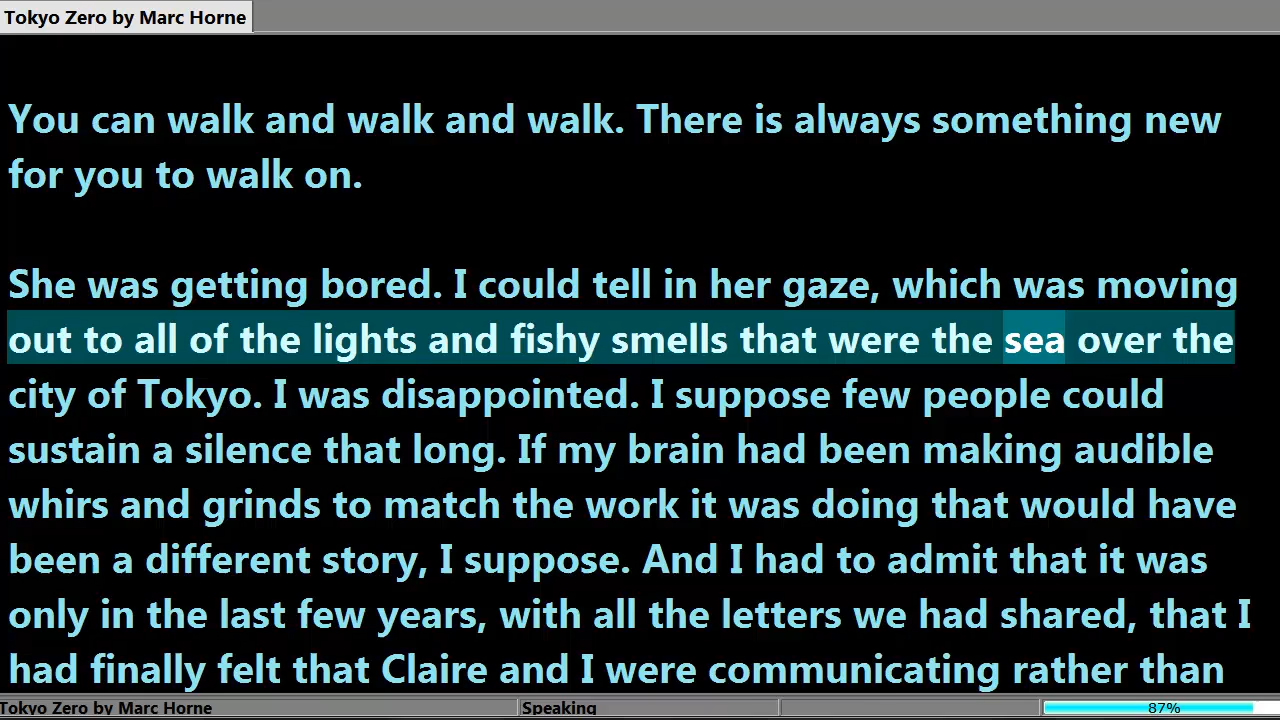 Tokyo Zero by Marc Horne
You can walk and walk and walk. There is always something new
for you to walk on.
She was getting bored. I could tell in her gaze, which was moving
out to all of the lights and fishy smells that were the sea over the
city of Tokyo. I was disappointed. I suppose few people could
sustain a silence that long. If my brain had been making audible
whirs and grinds to match the work it was doing that would have
been a different story, I suppose. And I had to admit that it was
only in the last few years, with all the letters we had shared, that I
had finally felt that Claire and I were communicating rather than
Tokyo Zero by Marc Horne Speaking 87%